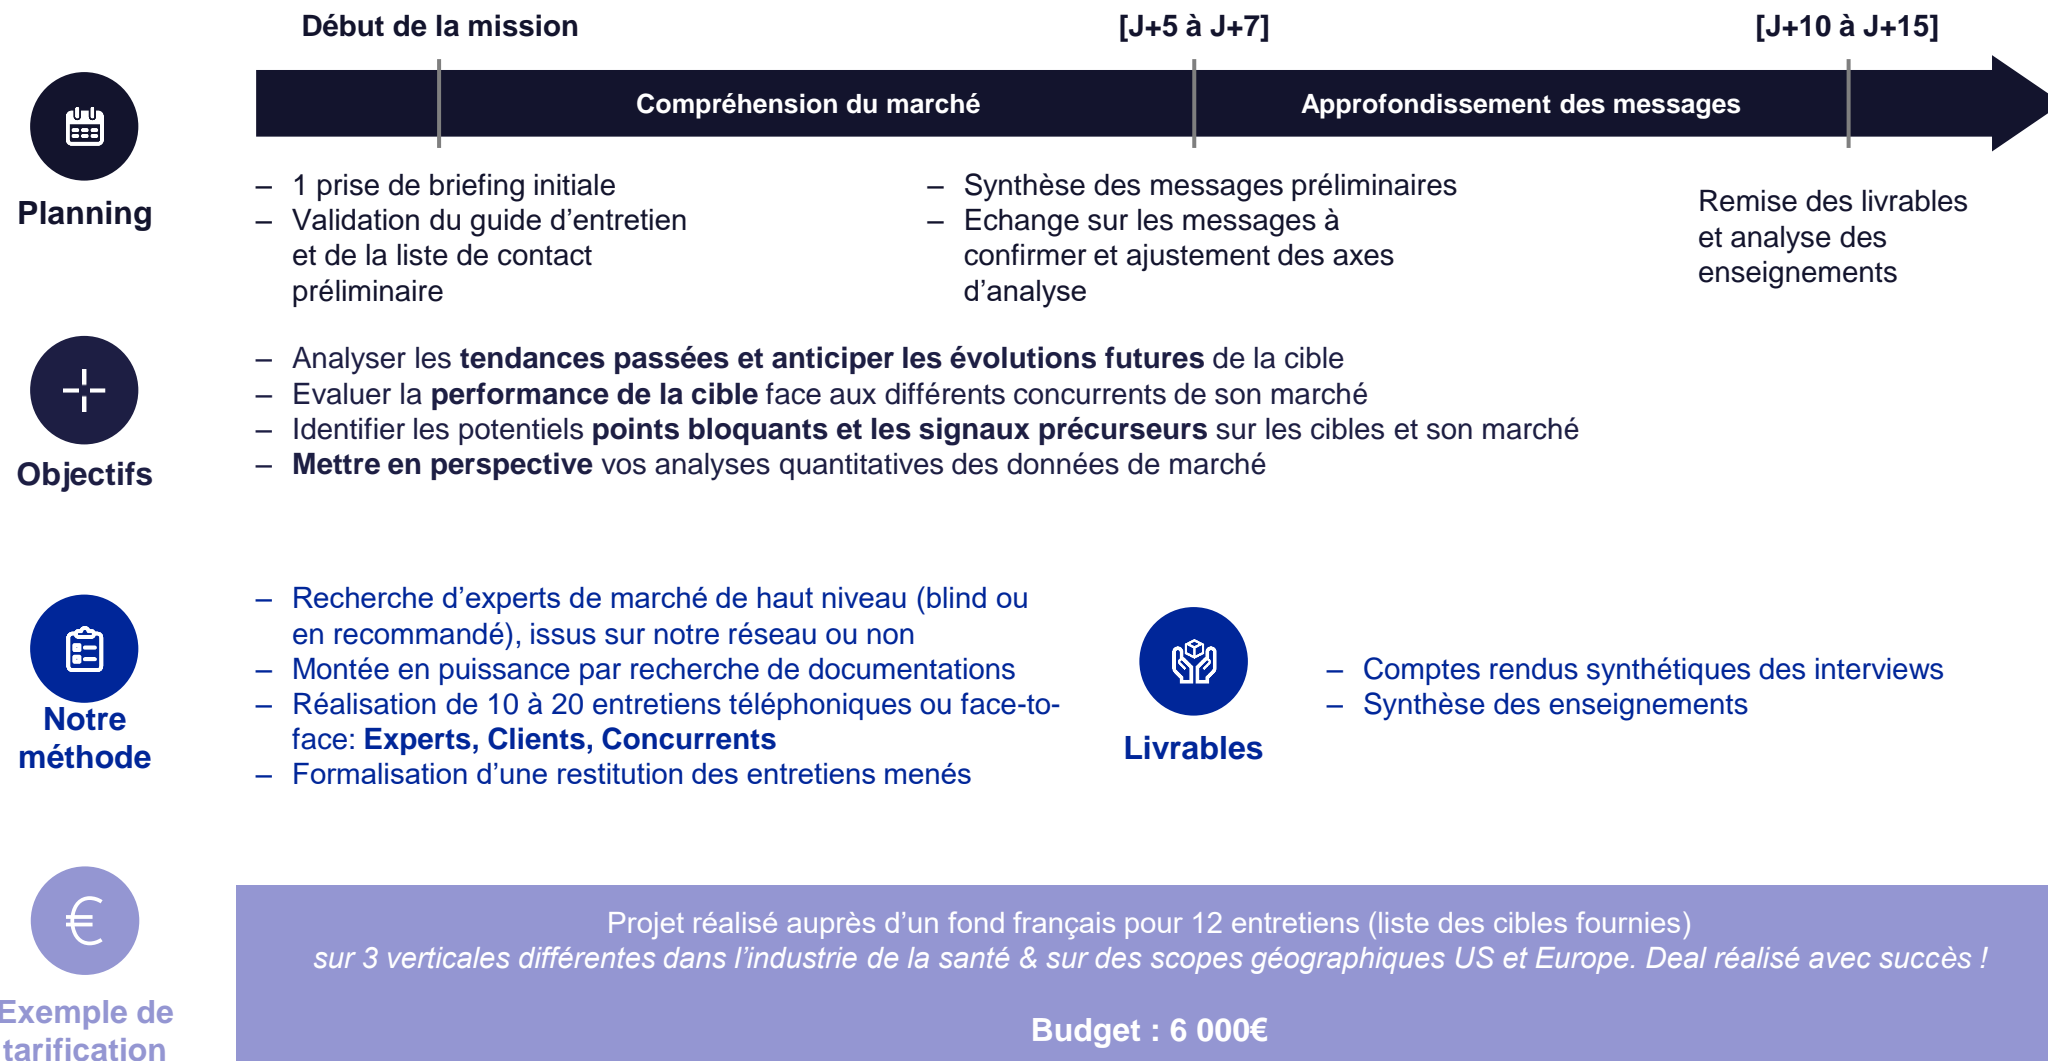 Début de la mission
[J+5 à J+7]
[J+10 à J+15]
Compréhension du marché
Approfondissement des messages
Planning
– 1 prise de briefing initiale
– Validation du guide d’entretien
et de la liste de contact
préliminaire
– Synthèse des messages préliminaires
– Echange sur les messages à
confirmer et ajustement des axes
d’analyse
Remise des livrables
et analyse des
enseignements
Objectifs
– Analyser les tendances passées et anticiper les évolutions futures de la cible
– Evaluer la performance de la cible face aux différents concurrents de son marché
– Identifier les potentiels points bloquants et les signaux précurseurs sur les cibles et son marché
– Mettre en perspective vos analyses quantitatives des données de marché
Notre
méthode
– Recherche d’experts de marché de haut niveau (blind ou
en recommandé), issus sur notre réseau ou non
– Montée en puissance par recherche de documentations
– Réalisation de 10 à 20 entretiens téléphoniques ou face-to-
face: Experts, Clients, Concurrents
– Formalisation d’une restitution des entretiens menés
Livrables
– Comptes rendus synthétiques des interviews
– Synthèse des enseignements
€
Exemple de
tarification
Projet réalisé auprès d’un fond français pour 12 entretiens (liste des cibles fournies)
sur 3 verticales différentes dans l’industrie de la santé & sur des scopes géographiques US et Europe. Deal réalisé avec succès !
Budget : 6 000€